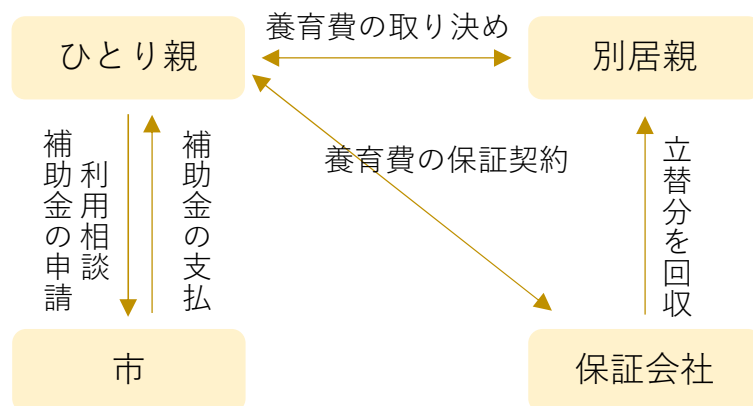 養育費の取り決め
ひとり親
別居親
利用相談
補助金の申請
補助金の支払
養育費の保証契約
立替分を回収
市
保証会社